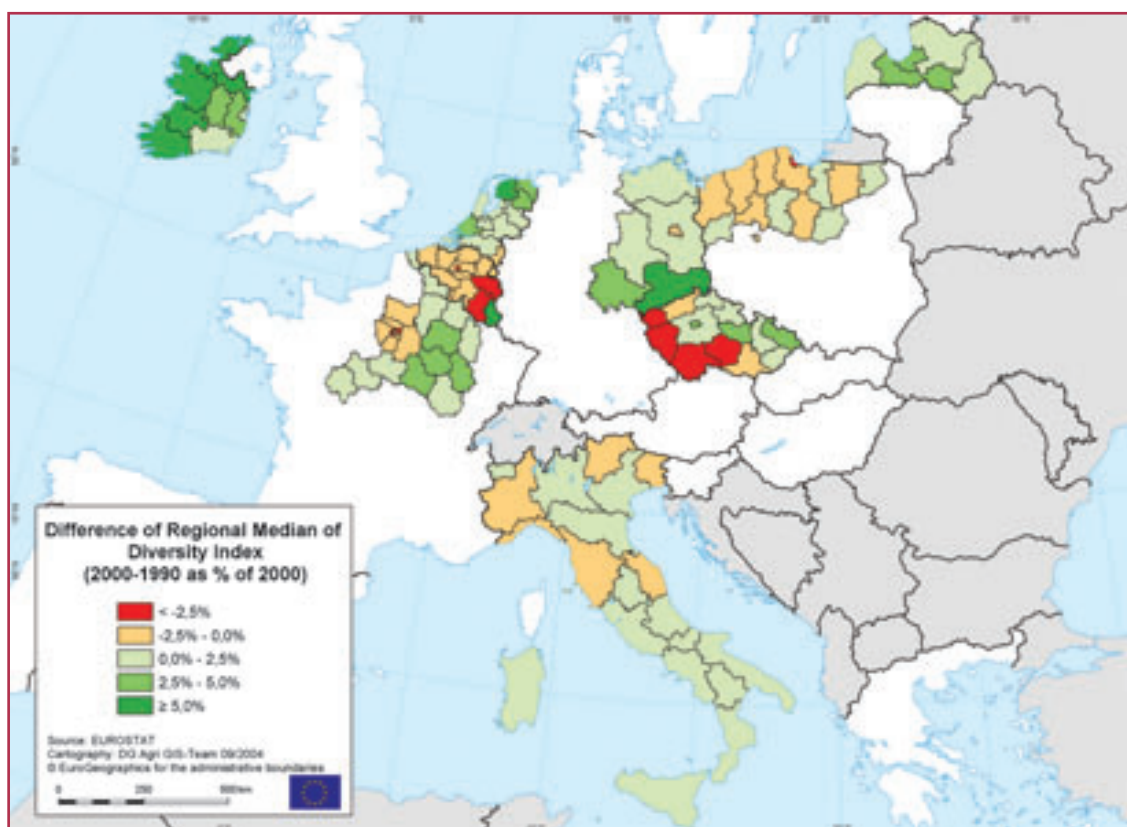 Difference of Regional Median of
Diversity Index
(2000-1990 as % of 2000)
< -2,5%
-2,5% - 0,0%
0,0% - 2,5%
2,5% - 5,0%
≥ 5,0%
Source: EUROSTAT
Cartography: DG Agri GIS-Team 09/2004
© EuroGeographics for the administrative boundaries
0 250 500 km